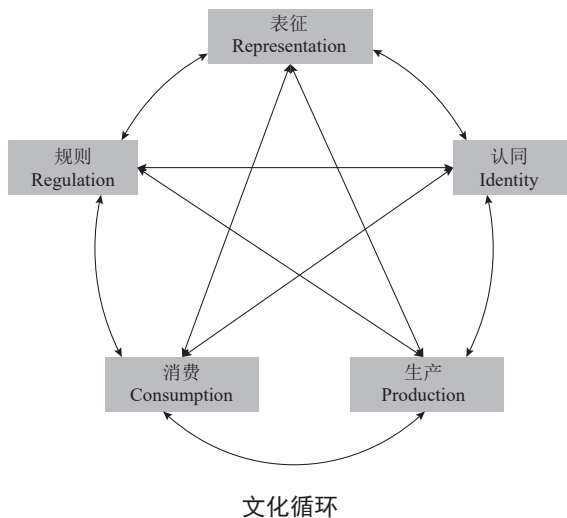 表征
Representation
规则
Regulation
认同
Identity
消费
Consumption
生产
Production
文化循环